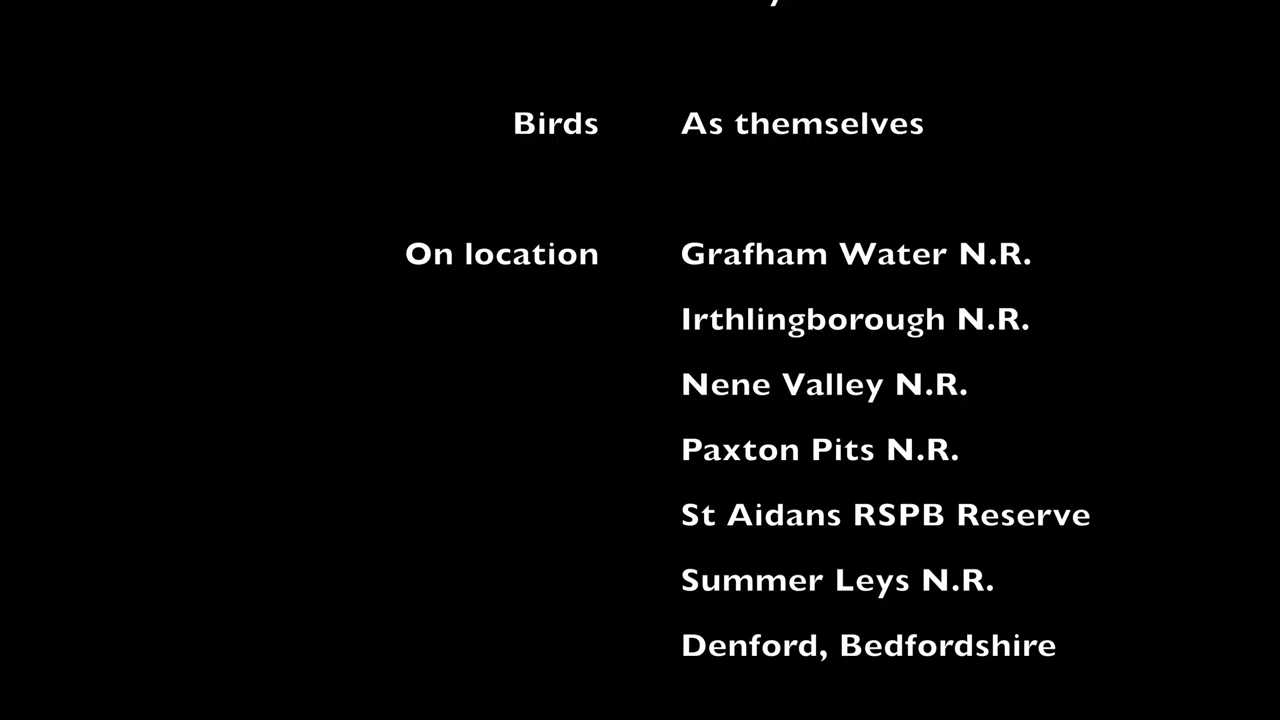 Birds As themselves
On location Grafham Water N.R.
Irthlingborough N.R.
Nene Valley N.R.
Paxton Pits N.R.
St Aidans RSPB Reserve
Summer Leys N.R.
Denford, Bedfordshire